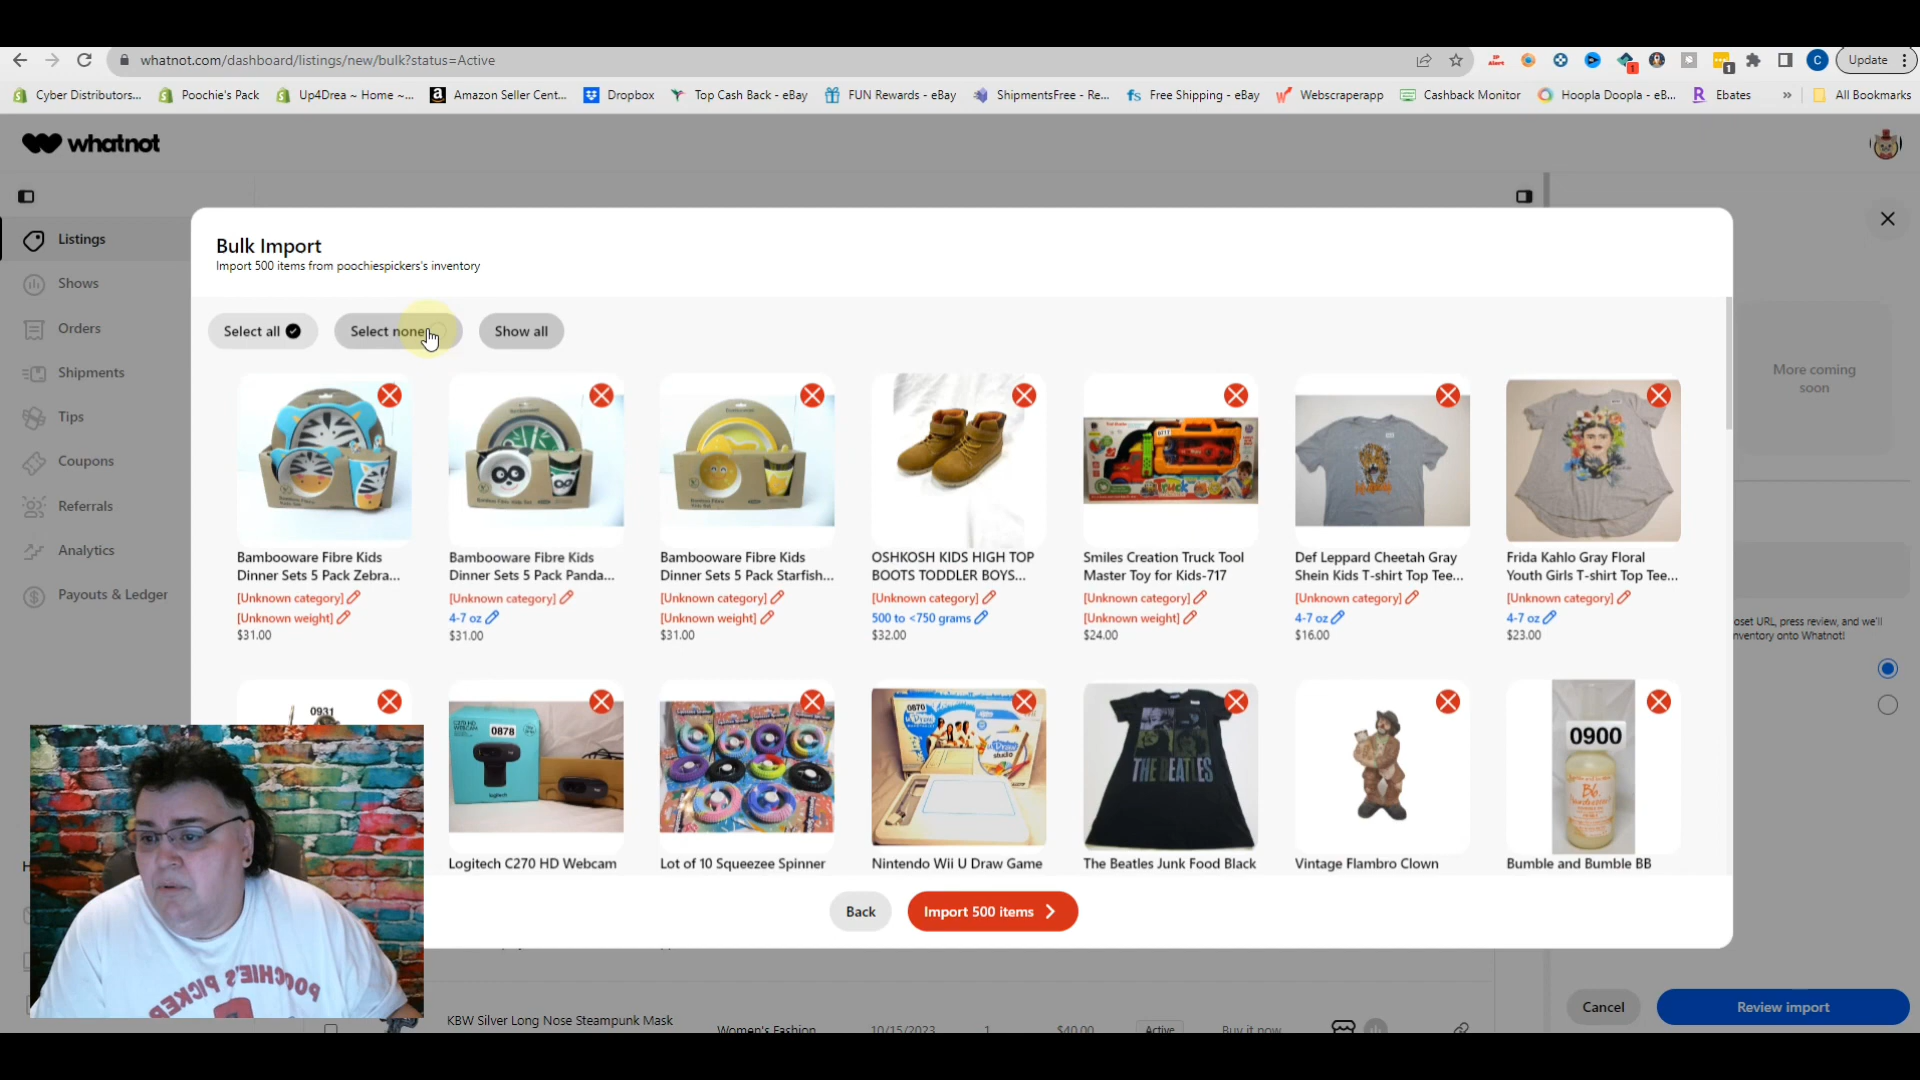 whatnot.com/dashboard/listings/new/bulk?status=Active
Update
Cyber Distributors... Poochie's Pack Up4Drea ~ Home ~... Amazon Seller Cent... Dropbox Top Cash Back - eBay FUN Rewards - eBay ShipmentsFree - Re... Free Shipping - eBay Webscraperapp Cashback Monitor Hoopla Doopla - eB... Ebates » All Bookmarks
whatnot
Listings
Shows
Orders
Shipments
Tips
Coupons
Referrals
Analytics
Payouts & Ledger
Bulk Import
Import 500 items from poochiespickers's inventory
Select all Select none Show all
Bambooware Fibre Kids
Dinner Sets 5 Pack Zebra...
[Unknown category]
[Unknown weight]
$31.00
Bambooware Fibre Kids
Dinner Sets 5 Pack Panda...
[Unknown category]
4-7 oz
$31.00
Bambooware Fibre Kids
Dinner Sets 5 Pack Starfish...
[Unknown category]
[Unknown weight]
$31.00
OSHKOSH KIDS HIGH TOP
BOOTS TODDLER BOYS...
[Unknown category]
500 to <750 grams
$32.00
Truck
Smiles Creation Truck Tool
Master Toy for Kids-717
[Unknown category]
[Unknown weight]
$24.00
Def Leppard Cheetah Gray
Shein Kids T-shirt Top Tee...
[Unknown category]
4-7 oz
$16.00
Frida Kahlo Gray Floral
Youth Girls T-shirt Top Tee...
[Unknown category]
4-7 oz
$23.00
0931
0878
logitech
Logitech C270 HD Webcam
Lot of 10 Squeezee Spinner
0870
Nintendo Wii U Draw Game
THE BEATLES
The Beatles Junk Food Black
Vintage Flambro Clown
0900
Bb.
Bumble and Bumble BB
Back
Import 500 items
More coming
soon
oset URL, press review, and we'll
nventory onto Whatnot!
POOCHIE'S PICKER
KBW Silver Long Nose Steampunk Mask
Women's Fashion 10/15/2023 1 $40.00 Active Buy it now
Cancel
Review import